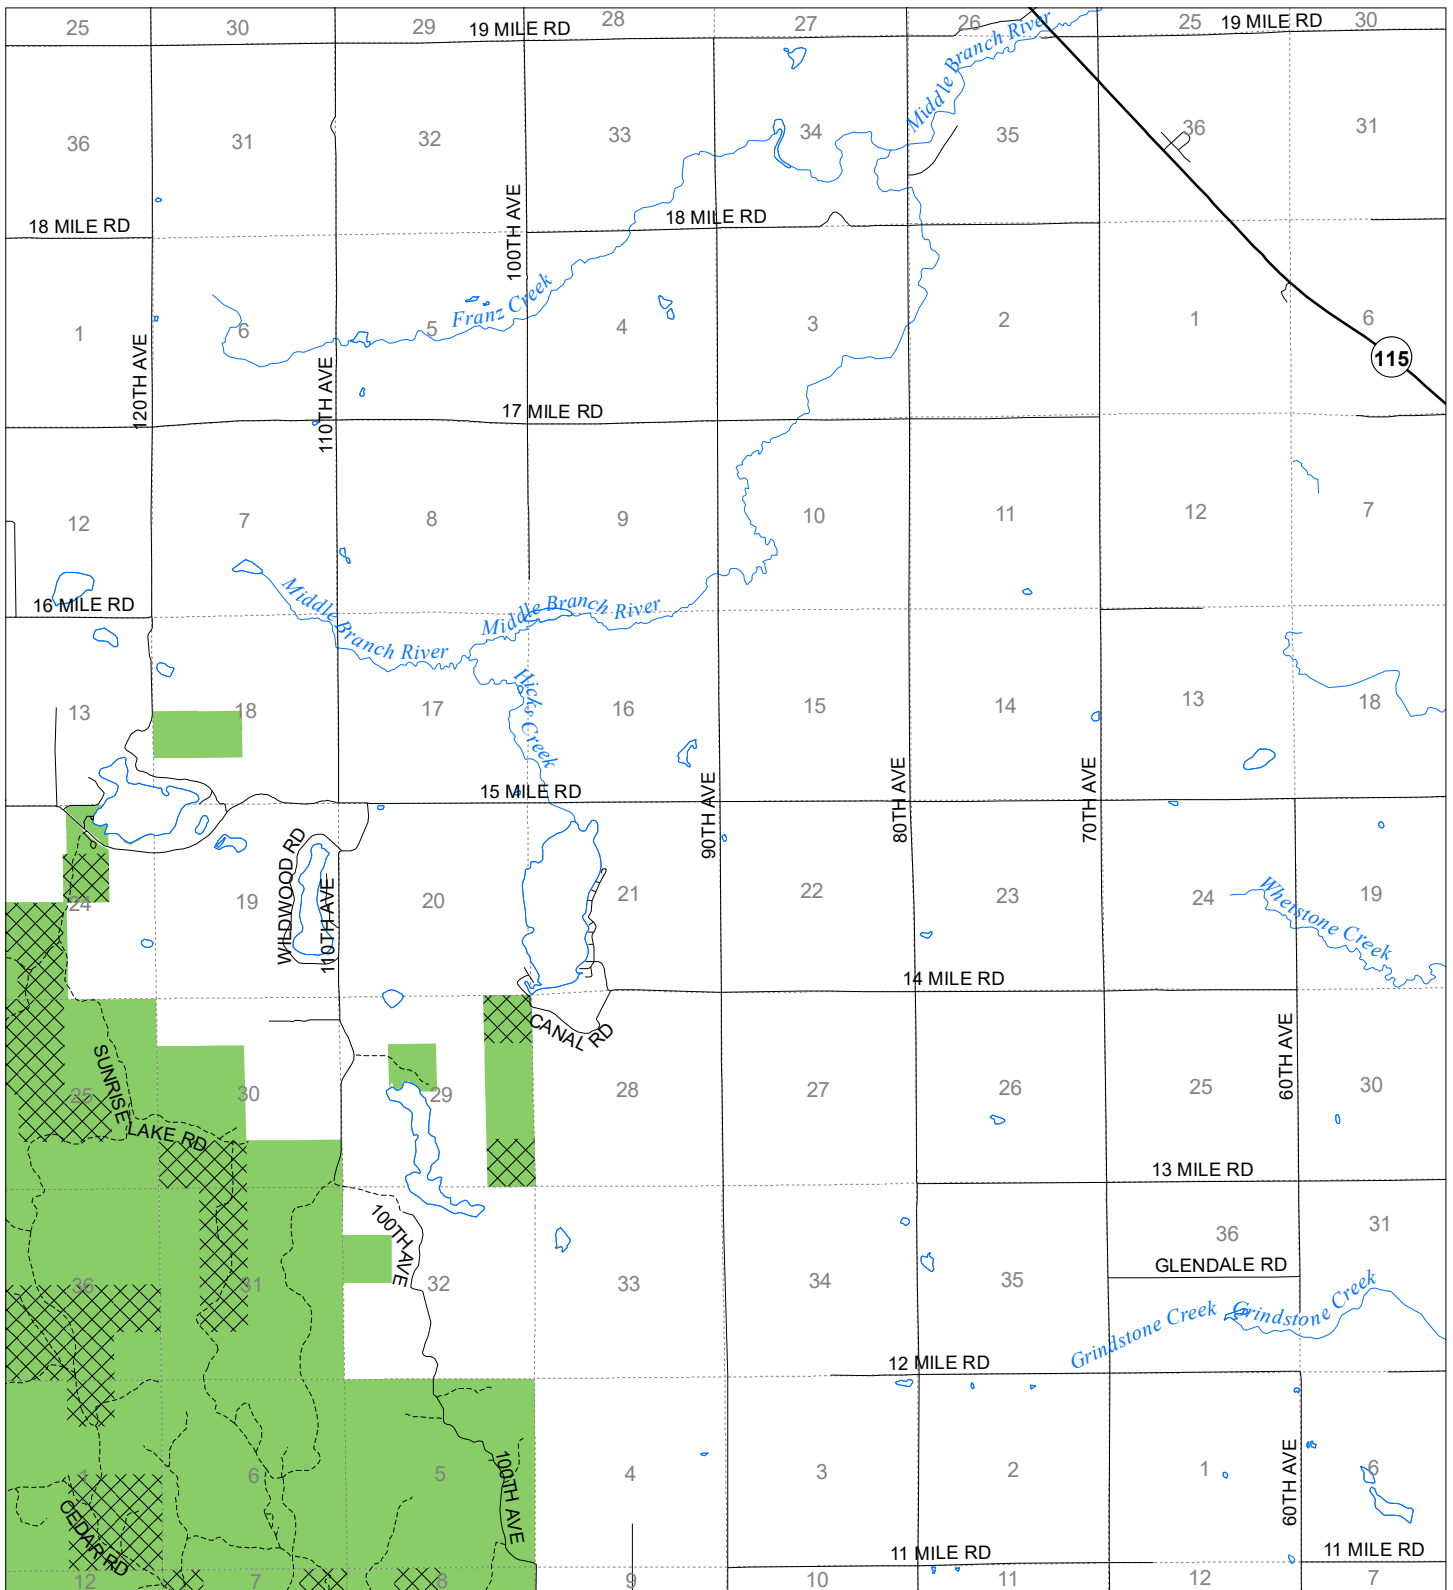 25 30 29 19 MILE RD 28 27 26 25 19 MILE RD 30
Middle Branch River
36 31 32 33 34 35 36 31
18 MILE RD 100TH AVE 18 MILE RD
Franz Creek
1 6 5 4 3 2 1 6
115
120TH AVE 110TH AVE 17 MILE RD
12 7 8 9 10 11 12 7
16 MILE RD
Middle Branch River
Middle Branch River
Hicks Creek
13 18 17 16 15 14 13 18
15 MILE RD 90TH AVE 80TH AVE 70TH AVE
WILDWOOD RD 110TH AVE
24 19 20 21 22 23 24 19
Whetstone Creek
14 MILE RD
CANAL RD
60TH AVE
SUNRISE LAKE RD
25 30 29 28 27 26 25 30
13 MILE RD
100TH AVE
36 31
GLENDALE RD
36 31 32 33 34 35
Grindstone Creek Grindstone Creek
12 MILE RD
1 6 5 4 3 2 1 6
100TH AVE 60TH AVE
CEDAR RD
11 MILE RD 11 MILE RD
12 7 8 9 10 11 12 7